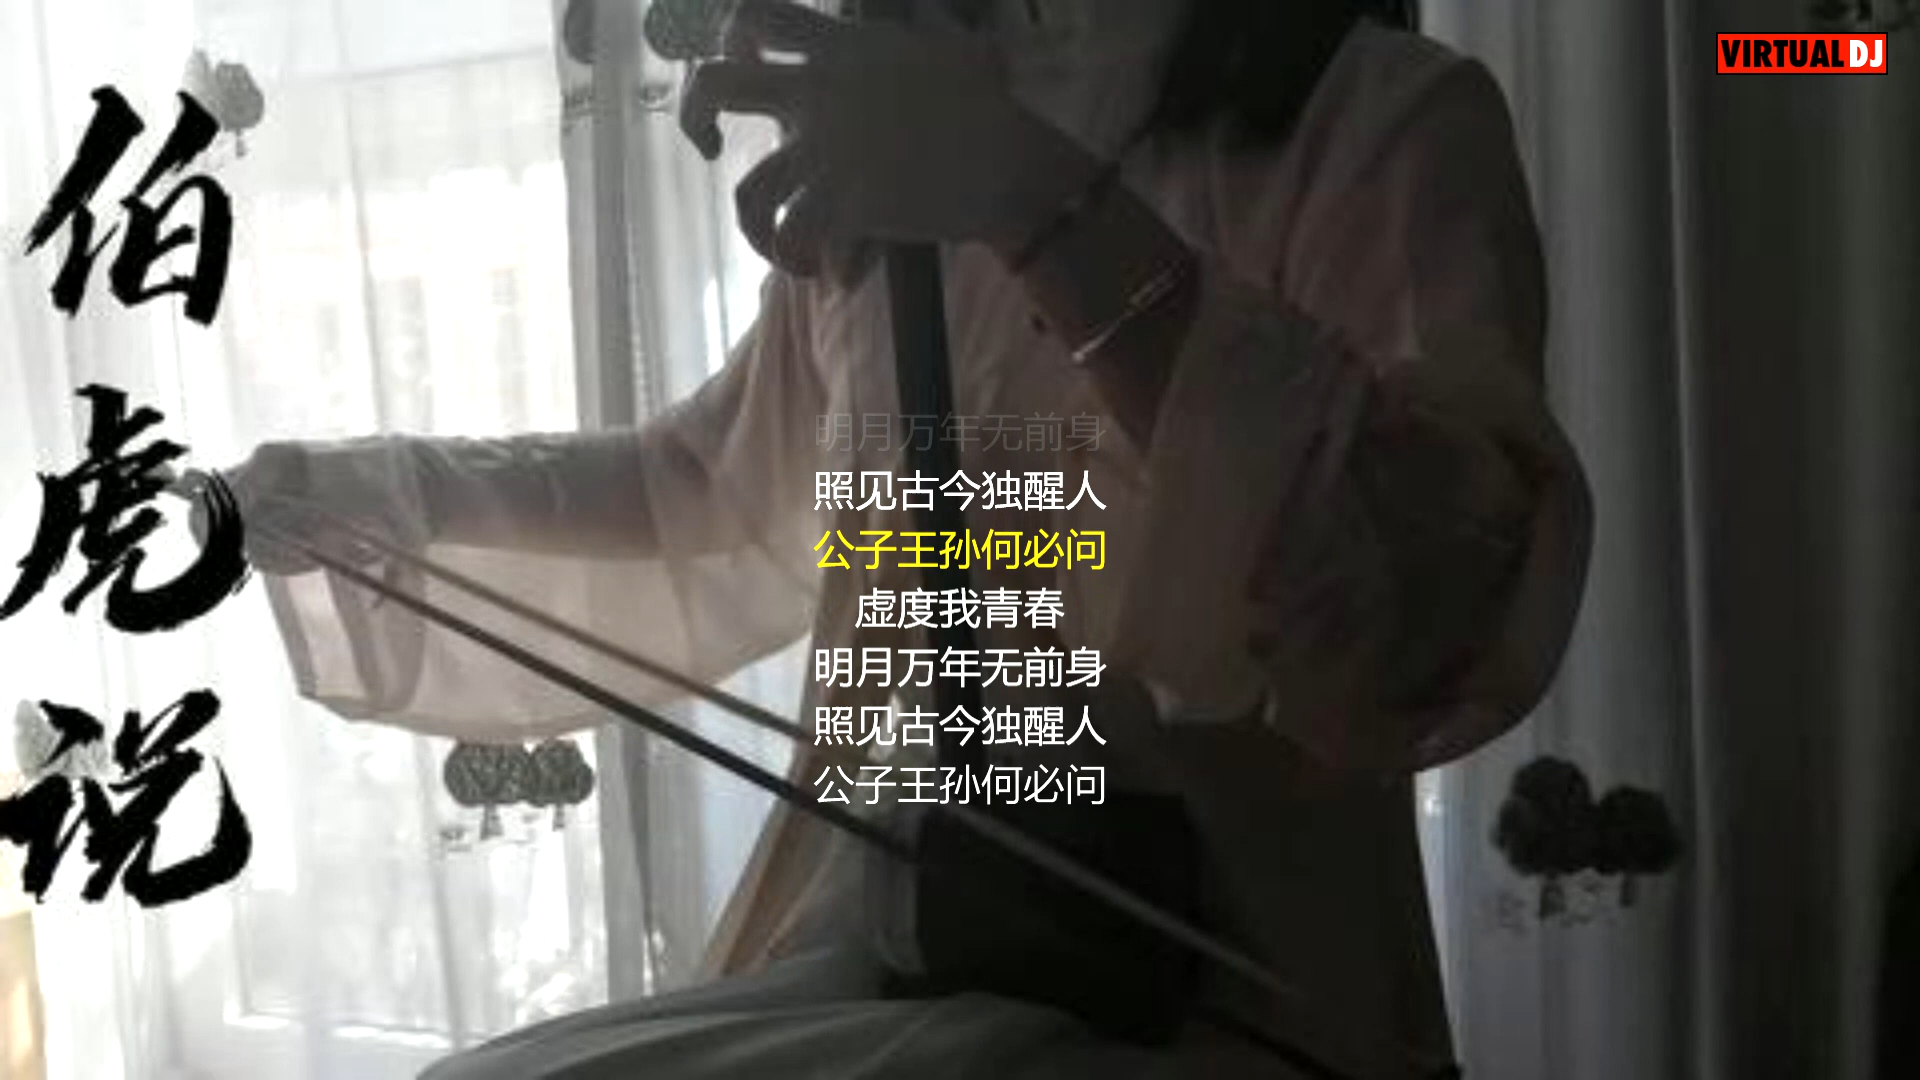 伯虎说
VIRTUAL DJ
明月万年无前身
照见古今独醒人
公子王孙何必问
虚度我青春
明月万年无前身
照见古今独醒人
公子王孙何必问